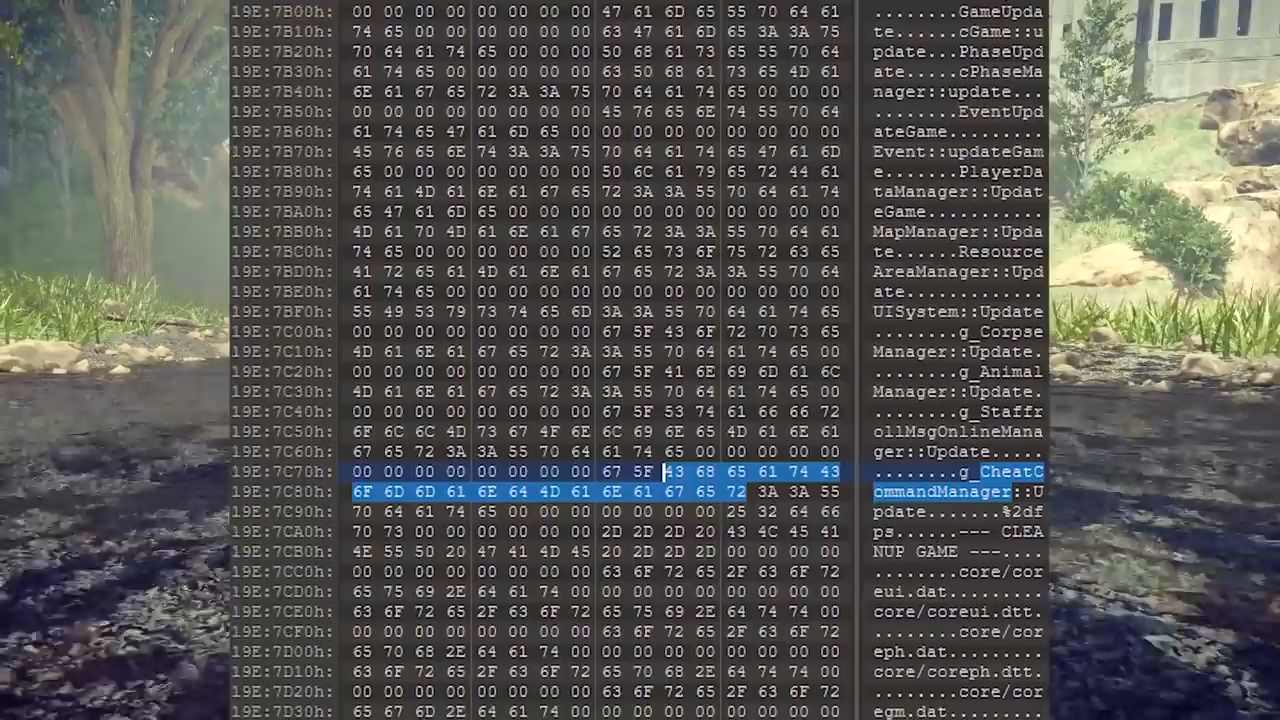 19E:7B00h: 00 00 00 00 00 00 00 00 47 61 6D 65 55 70 64 61 ........GameUpda
19E:7B10h: 74 65 00 00 00 00 00 00 63 47 61 6D 65 3A 3A 75 te......cGame::u
19E:7B20h: 70 64 61 74 65 00 00 00 50 68 61 73 65 55 70 64 pdate...PhaseUpd
19E:7B30h: 61 74 65 00 00 00 00 00 63 50 68 61 73 65 4D 61 ate.....cPhaseMa
19E:7B40h: 6E 61 67 65 72 3A 3A 75 70 64 61 74 65 00 00 00 nager::update...
19E:7B50h: 00 00 00 00 00 00 00 00 45 76 65 6E 74 55 70 64 ........EventUpd
19E:7B60h: 61 74 65 47 61 6D 65 00 00 00 00 00 00 00 00 00 ateGame.........
19E:7B70h: 45 76 65 6E 74 3A 3A 75 70 64 61 74 65 47 61 6D Event::updateGam
19E:7B80h: 65 00 00 00 00 00 00 00 50 6C 61 79 65 72 44 61 e.......PlayerDa
19E:7B90h: 74 61 4D 61 6E 61 67 65 72 3A 3A 55 70 64 61 74 taManager::Updat
19E:7BA0h: 65 47 61 6D 65 00 00 00 00 00 00 00 00 00 00 00 eGame...........
19E:7BB0h: 4D 61 70 4D 61 6E 61 67 65 72 3A 3A 55 70 64 61 MapManager::Upda
19E:7BC0h: 74 65 00 00 00 00 00 00 52 65 73 6F 75 72 63 65 te......Resource
19E:7BD0h: 41 72 65 61 4D 61 6E 61 67 65 72 3A 3A 55 70 64 AreaManager::Upd
19E:7BE0h: 61 74 65 00 00 00 00 00 00 00 00 00 00 00 00 00 ate.............
19E:7BF0h: 55 49 53 79 73 74 65 6D 3A 3A 55 70 64 61 74 65 UISystem::Update
19E:7C00h: 00 00 00 00 00 00 00 00 67 5F 43 6F 72 70 73 65 ........g_Corpse
19E:7C10h: 4D 61 6E 61 67 65 72 3A 3A 55 70 64 61 74 65 00 Manager::Update.
19E:7C20h: 00 00 00 00 00 00 00 00 67 5F 41 6E 69 6D 61 6C ........g_Animal
19E:7C30h: 4D 61 6E 61 67 65 72 3A 3A 55 70 64 61 74 65 00 Manager::Update.
19E:7C40h: 00 00 00 00 00 00 00 00 67 5F 53 74 61 66 66 72 ........g_Staffr
19E:7C50h: 6F 6C 6C 4D 73 67 4F 6E 6C 69 6E 65 4D 61 6E 61 ollMsgOnlineMana
19E:7C60h: 67 65 72 3A 3A 55 70 64 61 74 65 00 00 00 00 00 ger::Update.....
19E:7C70h: 00 00 00 00 00 00 00 00 67 5F 43 68 65 61 74 43 ........g_CheatC
19E:7C80h: 6F 6D 6D 61 6E 64 4D 61 6E 61 67 65 72 3A 3A 55 ommandManager::U
19E:7C90h: 70 64 61 74 65 00 00 00 00 00 00 00 25 32 64 66 pdate.......%2df
19E:7CA0h: 70 73 00 00 00 00 00 00 2D 2D 2D 20 43 4C 45 41 ps......--- CLEA
19E:7CB0h: 4E 55 50 20 47 41 4D 45 20 2D 2D 2D 00 00 00 00 NUP GAME ---....
19E:7CC0h: 00 00 00 00 00 00 00 00 63 6F 72 65 2F 63 6F 72 ........core/cor
19E:7CD0h: 65 75 69 2E 64 61 74 00 00 00 00 00 00 00 00 00 eui.dat.........
19E:7CE0h: 63 6F 72 65 2F 63 6F 72 65 75 69 2E 64 74 74 00 core/coreui.dtt.
19E:7CF0h: 00 00 00 00 00 00 00 00 63 6F 72 65 2F 63 6F 72 ........core/cor
19E:7D00h: 65 70 68 2E 64 61 74 00 00 00 00 00 00 00 00 00 eph.dat.........
19E:7D10h: 63 6F 72 65 2F 63 6F 72 65 70 68 2E 64 74 74 00 core/coreph.dtt.
19E:7D20h: 00 00 00 00 00 00 00 00 63 6F 72 65 2F 63 6F 72 ........core/cor
19E:7D30h: 65 67 6D 2E 64 61 74 00 00 00 00 00 00 00 00 00 egm.dat.........